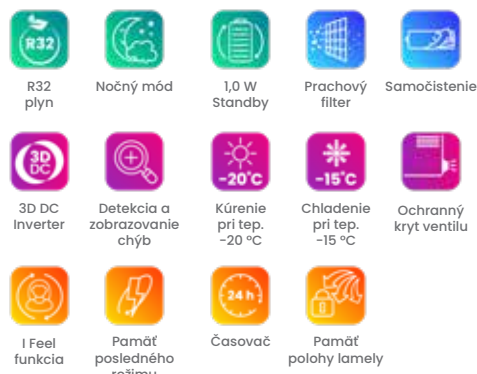 R32
R32
plyn
Nočný mód
1,0 W
Standby
Prachový
filter
Samočistenie
3D
DC
3D DC
Inverter
Detekcia a
zobrazovanie
chýb
-20°C
Kúrenie
pri tep.
-20 °C
-15°C
Chladenie
pri tep.
-15 °C
Ochranný
kryt ventilu
I Feel
funkcia
Pamäť
posledného
režimu
24 h
Časovač
Pamäť
polohy lamely